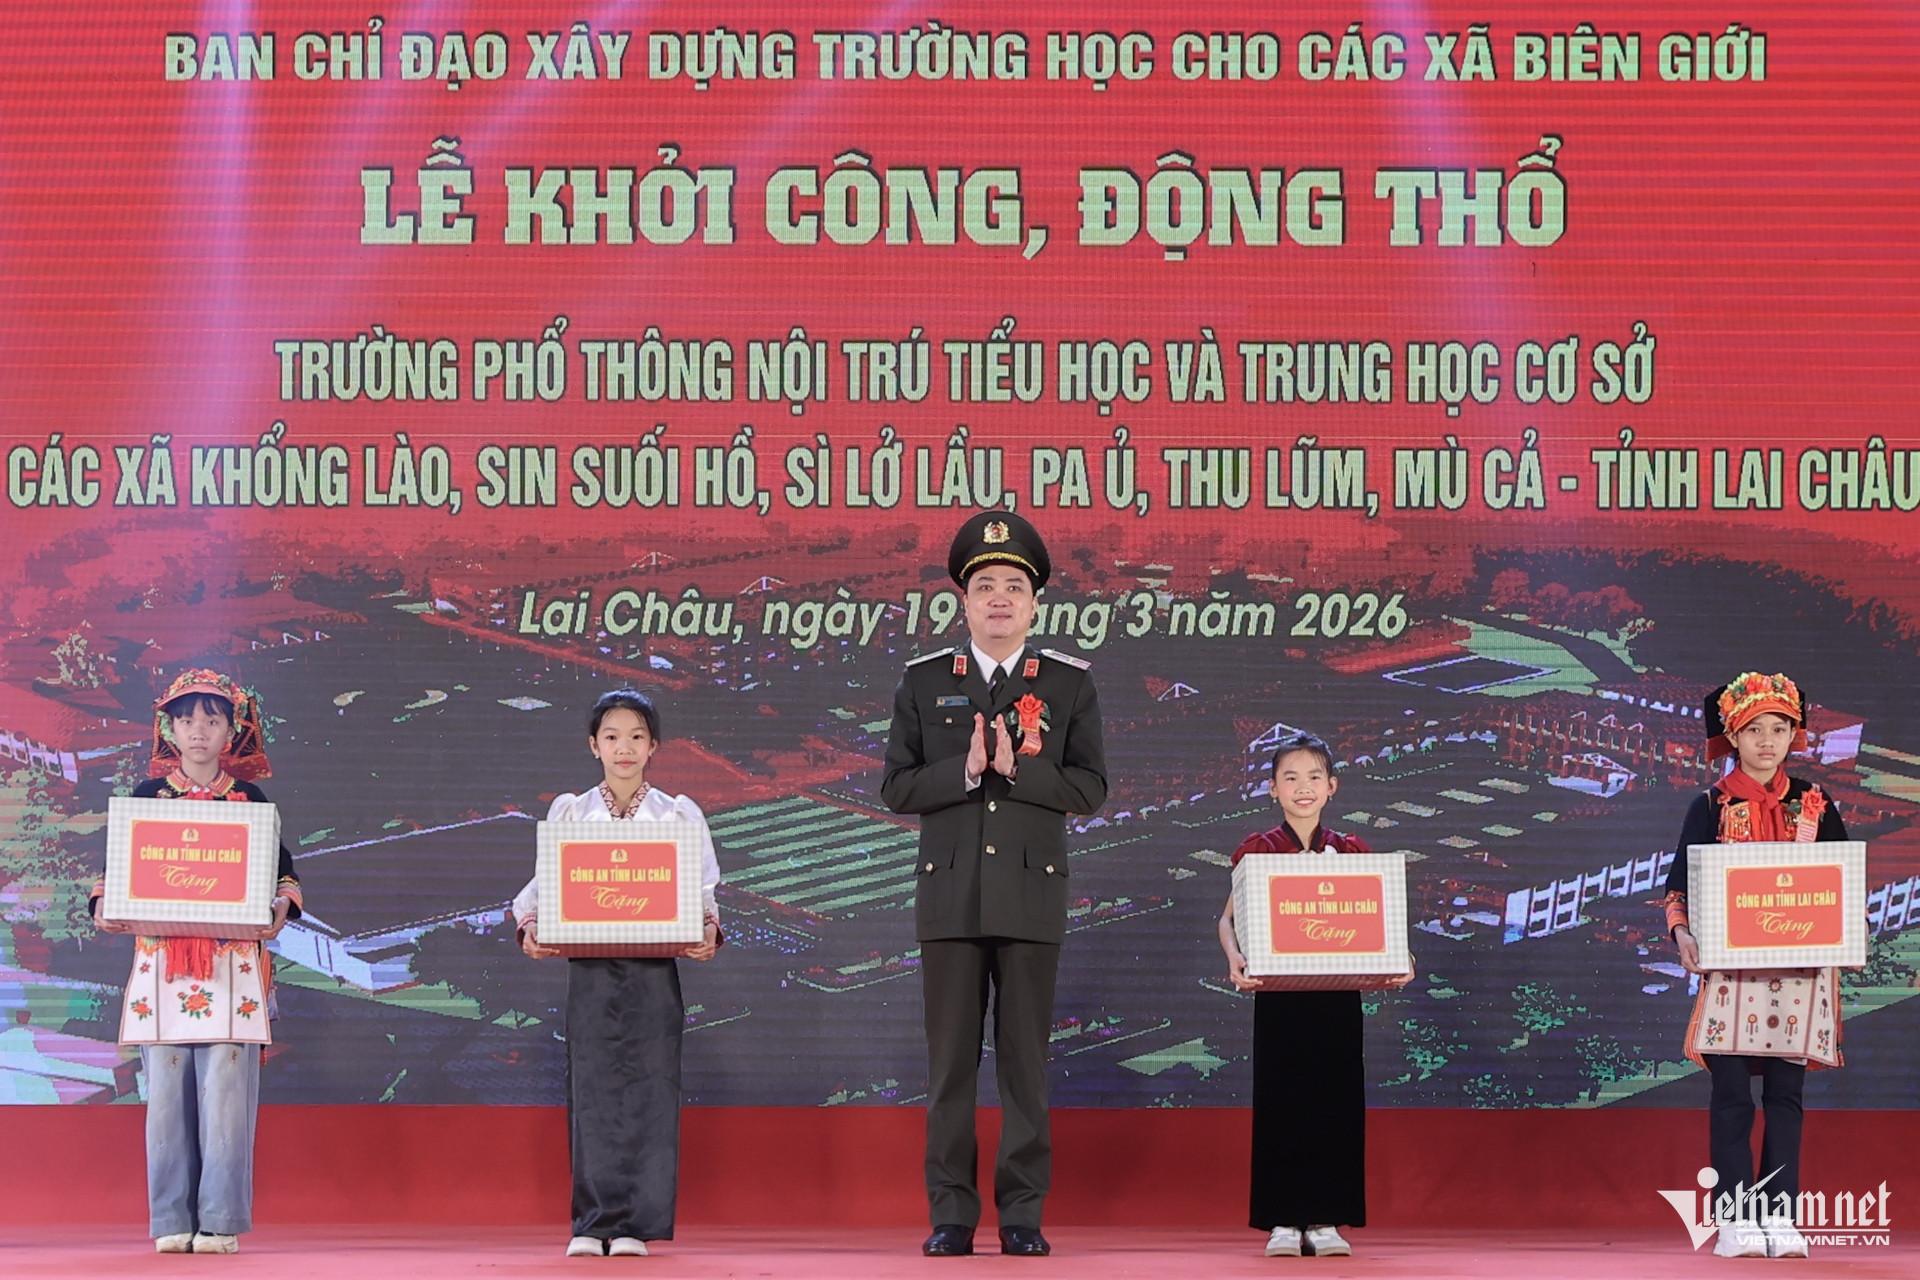 BAN CHỈ ĐẠO XÂY DỰNG TRƯỜNG HỌC CHO CÁC XÃ BIÊN GIỚI
LỄ KHỞI CÔNG, ĐỘNG THỔ
TRƯỜNG PHỔ THÔNG NỘI TRÚ TIỂU HỌC VÀ TRUNG HỌC CƠ SỞ
CÁC XÃ KHỔNG LÀO, SIN SUỐI HỒ, SÌ LỞ LẦU, PA Ủ, THU LŨM, MÙ CẢ - TỈNH LAI CHÂU
Lai Châu, ngày 19 áng 3 năm 2026
CÔNG AN TỈNH LAI CHÂU
Tặng
CÔNG AN TỈNH LAI CHÂU
Tặng
CÔNG AN TỈNH LAI CHÂU
Tặng
CÔNG AN TỈNH LAI CHÂU
Tặng
Vietnamnet
VIETNAMNET.VN